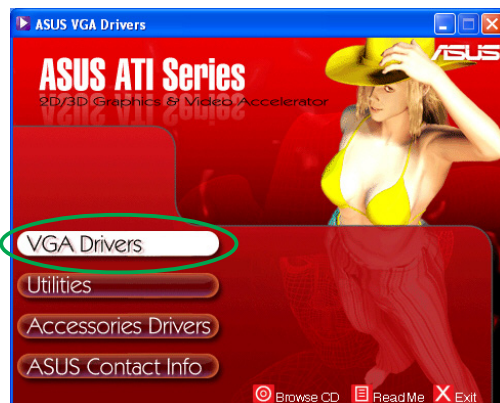 ASUS VGA Drivers
ASUS
ASUS ATI Series
2D/3D Graphics & Video Accelerator
VGA Drivers
Utilities
Accessories Drivers
ASUS Contact Info
Browse CD ReadMe Exit